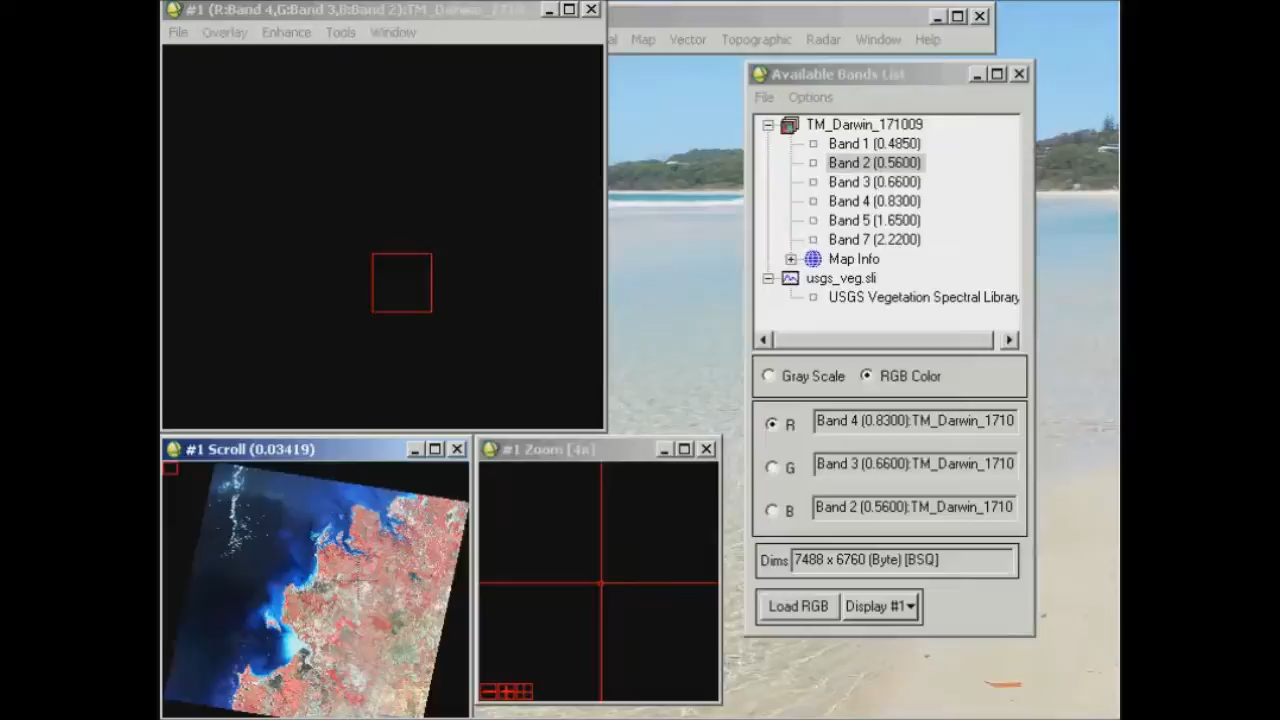 #1 (R:Band 4,G:Band 3,B:Band 2):TM_Darwin_1710
File Overlay Enhance Tools Window
al Map Vector Topographic Radar Window Help
Available Bands List
File Options
TM_Darwin_171009
Band 1 (0.4850)
Band 2 (0.5600)
Band 3 (0.6600)
Band 4 (0.8300)
Band 5 (1.6500)
Band 7 (2.2200)
Map Info
usgs_veg.sli
USGS Vegetation Spectral Library
Gray Scale RGB Color
R Band 4 (0.8300):TM_Darwin_1710
G Band 3 (0.6600):TM_Darwin_1710
B Band 2 (0.5600):TM_Darwin_1710
Dims 7488 x 6760 (Byte) [BSQ]
Load RGB Display #1
#1 Scroll (0.03419)
#1 Zoom [4x]